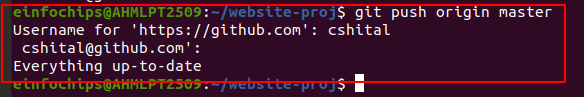 einfochips@AHMLPT2509:~/website-proj$ git push origin master
Username for 'https://github.com': cshital
cshital@github.com':
Everything up-to-date
einfochips@AHMLPT2509:~/website-proj$